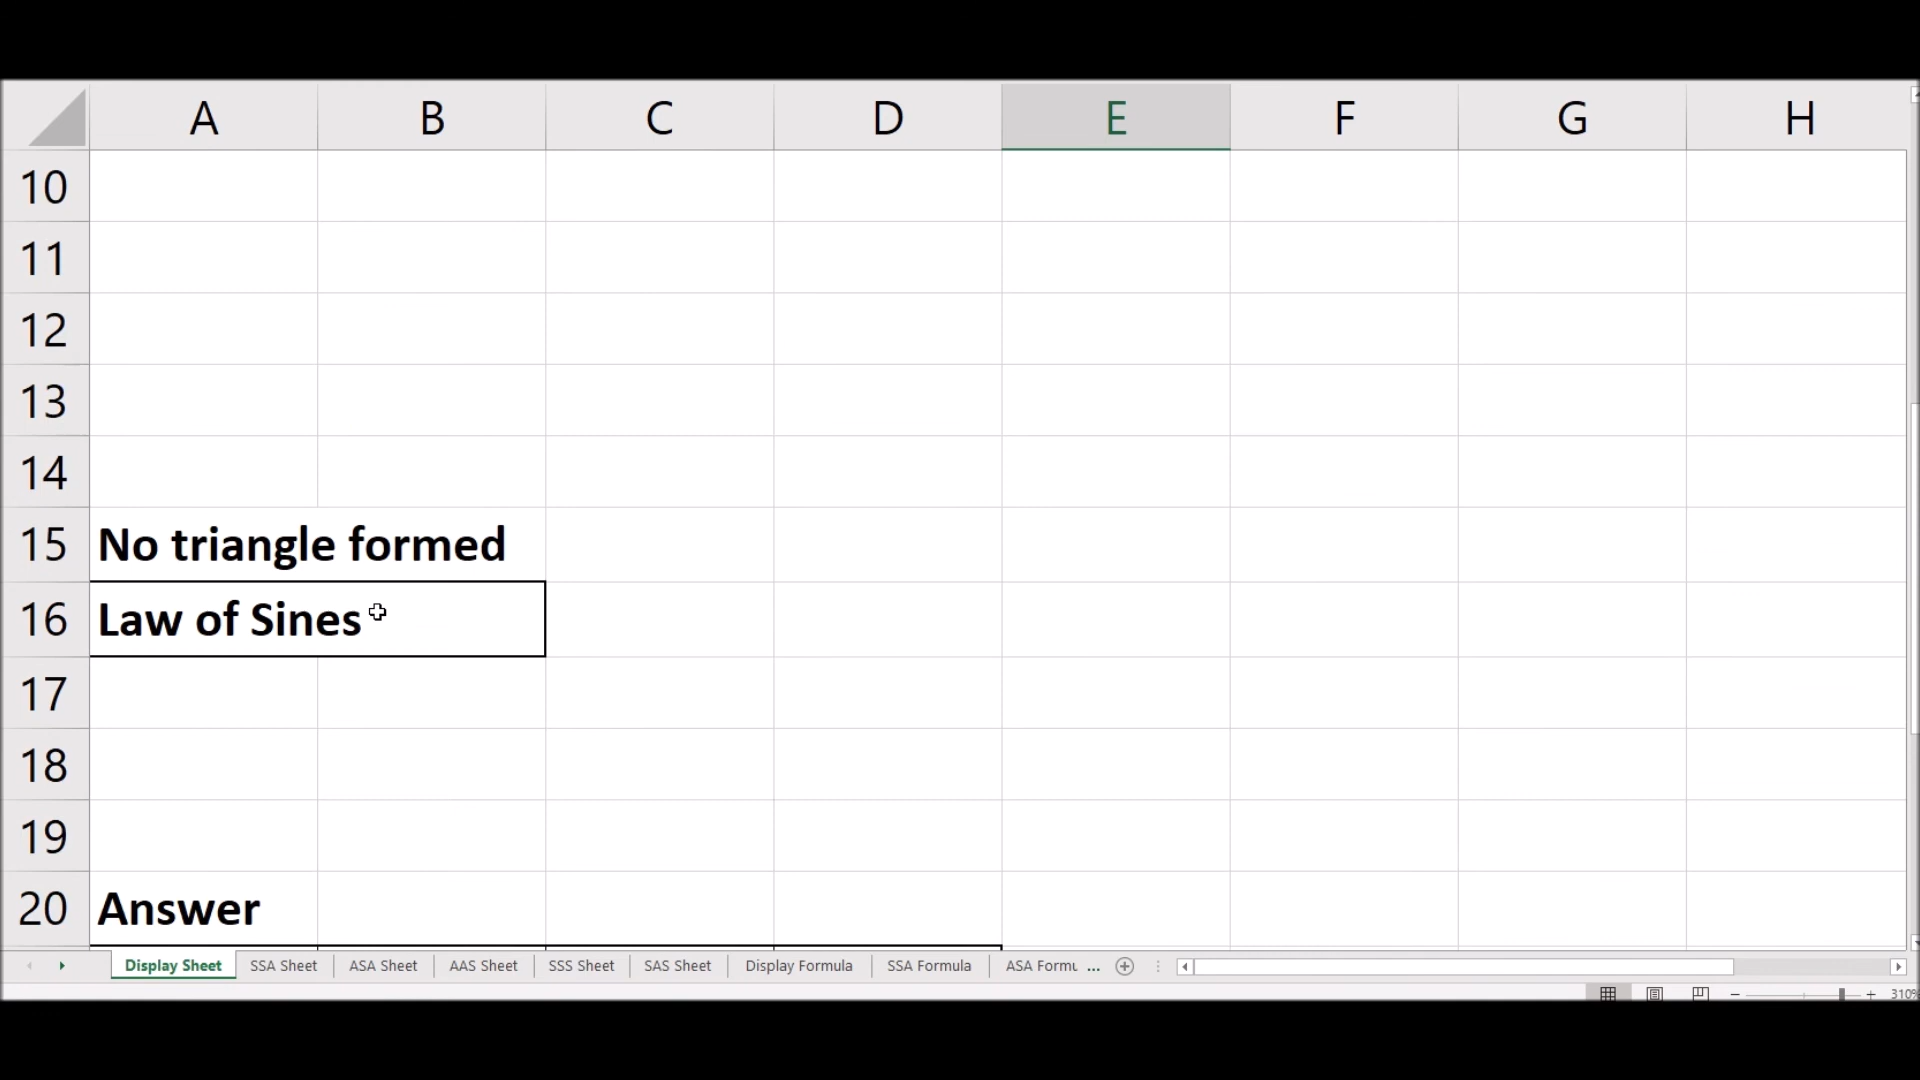 A B C D E F G H
10
11
12
13
14
15 No triangle formed
16 Law of Sines
17
18
19
20 Answer
Display Sheet SSA Sheet ASA Sheet AAS Sheet SSS Sheet SAS Sheet Display Formula SSA Formula ASA Formu ...
310%